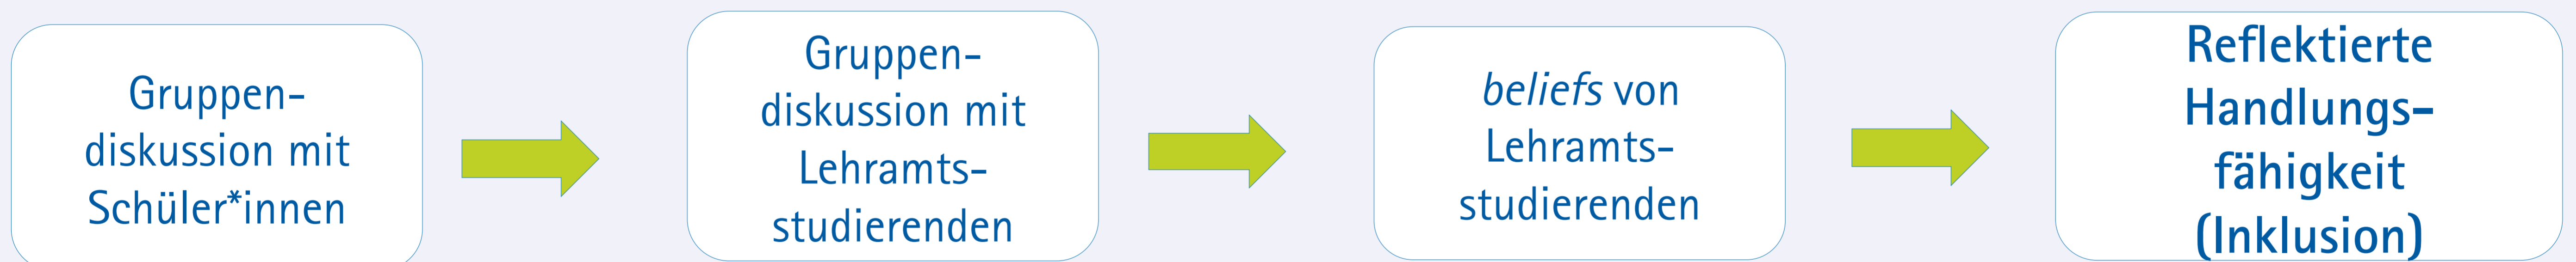 Gruppen-
diskussion mit
Schüler*innen
Gruppen-
diskussion mit
Lehramts-
studierenden
beliefs von
Lehramts-
studierenden
Reflektierte
Handlungs-
fähigkeit
(Inklusion)